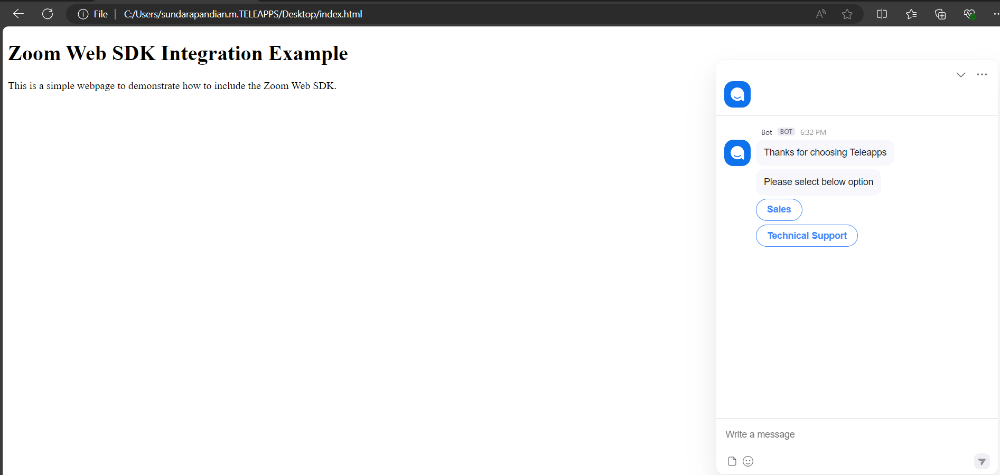 File C:/Users/sundarapandian.m.TELEAPPS/Desktop/index.html
Zoom Web SDK Integration Example
This is a simple webpage to demonstrate how to include the Zoom Web SDK.
Bot BOT 6:32 PM
Thanks for choosing Teleapps
Please select below option
Sales
Technical Support
Write a message